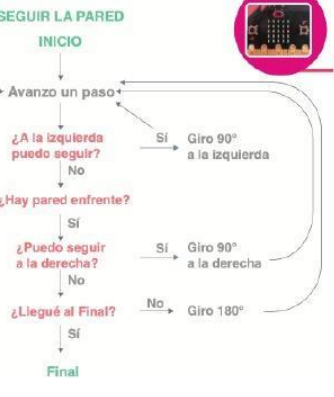 SEGUIR LA PARED
INICIO
Avanzo un paso
¿A la izquierda
puedo seguir?
Sí
Giro 90°
a la izquierda
No
¿Hay pared enfrente?
Sí
¿Puedo seguir
a la derecha?
Sí
Giro 90°
a la derecha
No
¿Llegué al Final?
No
Giro 180°
Sí
Final